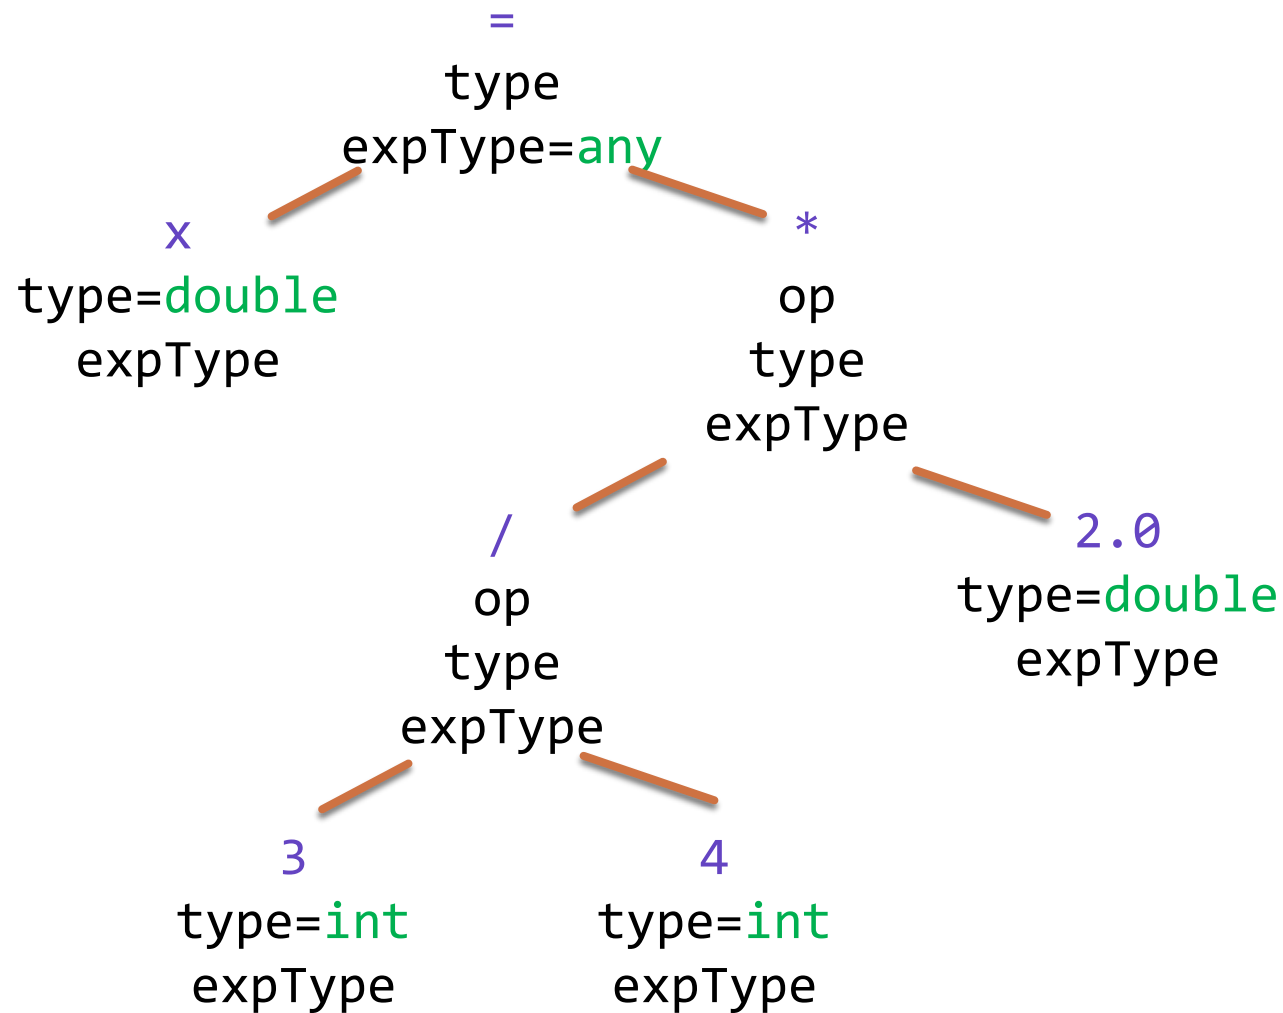 =
type
expType=any
x
type=double
expType
*
op
type
expType
/
op
type
expType
2.0
type=double
expType
3
type=int
expType
4
type=int
expType